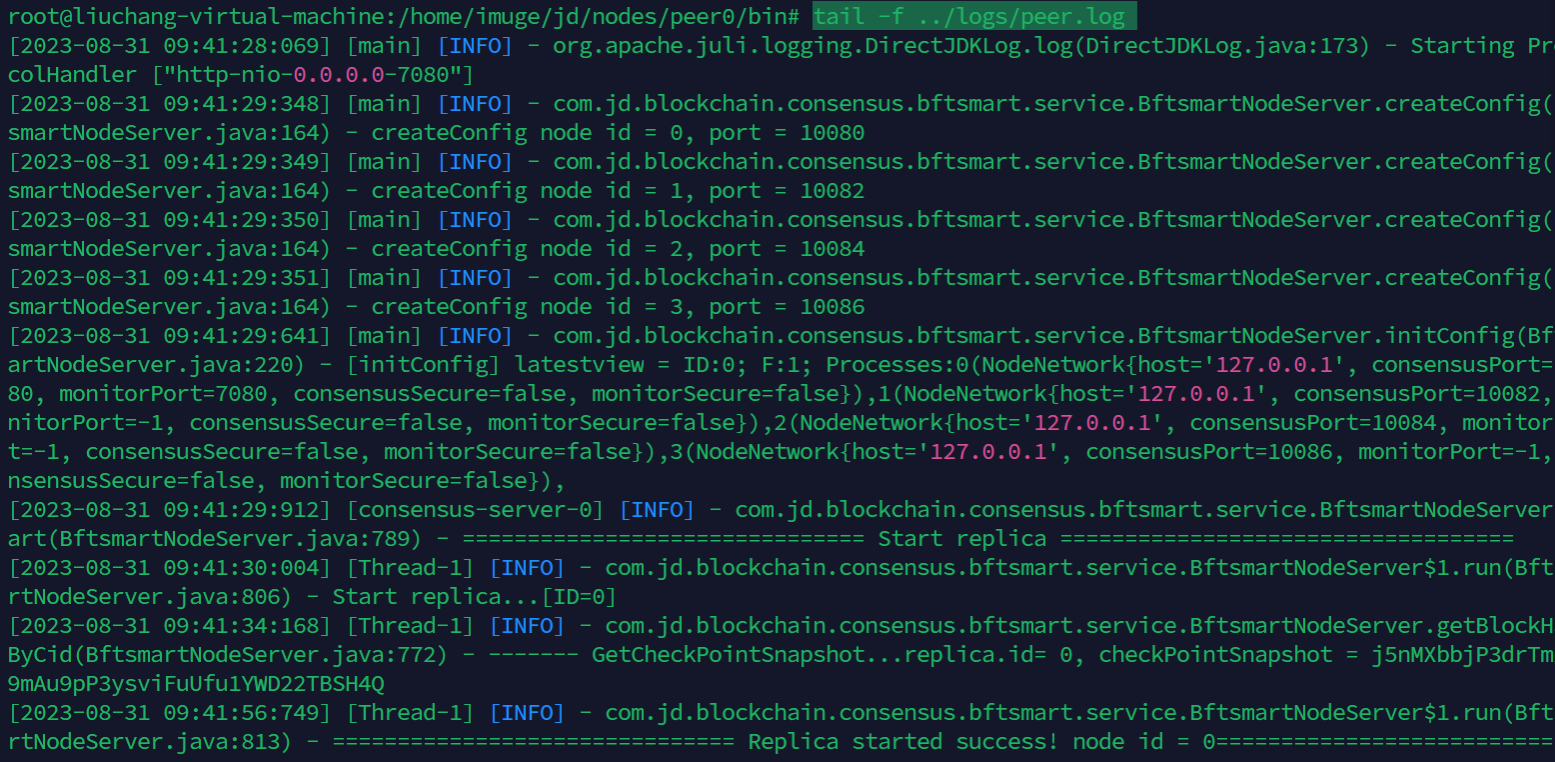 root@liuchang-virtual-machine:/home/imuge/jd/nodes/peer0/bin# tail -f ../logs/peer.log
[2023-08-31 09:41:28:069] [main] [INFO] - org.apache.juli.logging.DirectJDKLog.log(DirectJDKLog.java:173) - Starting Pro
colHandler ["http-nio-0.0.0.0-7080"]
[2023-08-31 09:41:29:348] [main] [INFO] - com.jd.blockchain.consensus.bftsmart.service.BftsmartNodeServer.createConfig(
smartNodeServer.java:164) - createConfig node id = 0, port = 10080
[2023-08-31 09:41:29:349] [main] [INFO] - com.jd.blockchain.consensus.bftsmart.service.BftsmartNodeServer.createConfig(
smartNodeServer.java:164) - createConfig node id = 1, port = 10082
[2023-08-31 09:41:29:350] [main] [INFO] - com.jd.blockchain.consensus.bftsmart.service.BftsmartNodeServer.createConfig(
smartNodeServer.java:164) - createConfig node id = 2, port = 10084
[2023-08-31 09:41:29:351] [main] [INFO] - com.jd.blockchain.consensus.bftsmart.service.BftsmartNodeServer.createConfig(
smartNodeServer.java:164) - createConfig node id = 3, port = 10086
[2023-08-31 09:41:29:641] [main] [INFO] - com.jd.blockchain.consensus.bftsmart.service.BftsmartNodeServer.initConfig(Bf
artNodeServer.java:220) - [initConfig] latestview = ID:0; F:1; Processes:0(NodeNetwork{host='127.0.0.1', consensusPort=
80, monitorPort=7080, consensusSecure=false, monitorSecure=false}),1(NodeNetwork{host='127.0.0.1', consensusPort=10082,
nitorPort=-1, consensusSecure=false, monitorSecure=false}),2(NodeNetwork{host='127.0.0.1', consensusPort=10084, monitor
t=-1, consensusSecure=false, monitorSecure=false}),3(NodeNetwork{host='127.0.0.1', consensusPort=10086, monitorPort=-1,
nsensusSecure=false, monitorSecure=false}),
[2023-08-31 09:41:29:912] [consensus-server-0] [INFO] - com.jd.blockchain.consensus.bftsmart.service.BftsmartNodeServer
art(BftsmartNodeServer.java:789) - =============================== Start replica ===================================
[2023-08-31 09:41:30:004] [Thread-1] [INFO] - com.jd.blockchain.consensus.bftsmart.service.BftsmartNodeServer$1.run(Bft
rtNodeServer.java:806) - Start replica...[ID=0]
[2023-08-31 09:41:34:168] [Thread-1] [INFO] - com.jd.blockchain.consensus.bftsmart.service.BftsmartNodeServer.getBlockH
ByCid(BftsmartNodeServer.java:772) - ------- GetCheckPointSnapshot...replica.id= 0, checkPointSnapshot = j5nMXbbjP3drTm
9mAu9pP3ysviFuUfu1YWD22TBSH4Q
[2023-08-31 09:41:56:749] [Thread-1] [INFO] - com.jd.blockchain.consensus.bftsmart.service.BftsmartNodeServer$1.run(Bft
rtNodeServer.java:813) - =============================== Replica started success! node id = 0==========================